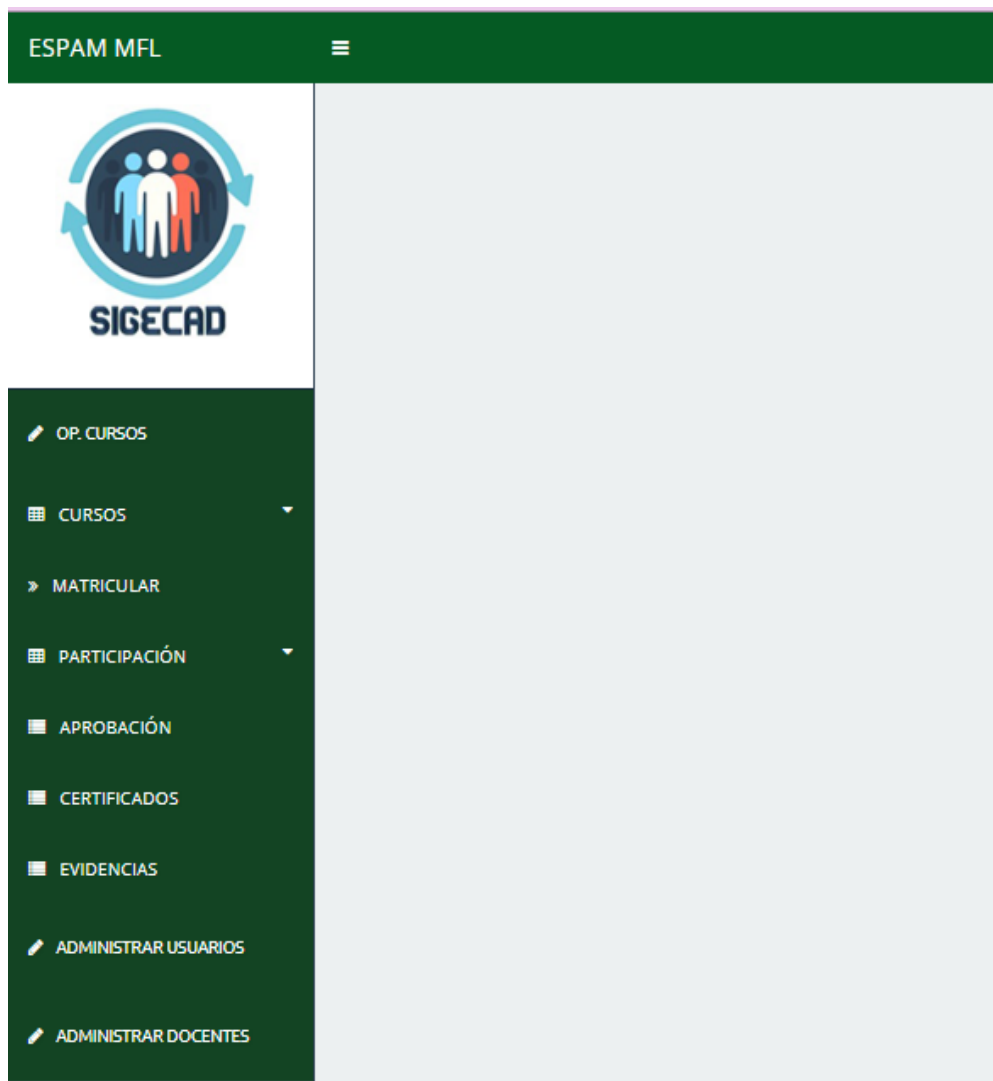 ESPAM MFL
SIGECAD
OP. CURSOS
CURSOS
MATRICULAR
PARTICIPACIÓN
APROBACIÓN
CERTIFICADOS
EVIDENCIAS
ADMINISTRAR USUARIOS
ADMINISTRAR DOCENTES